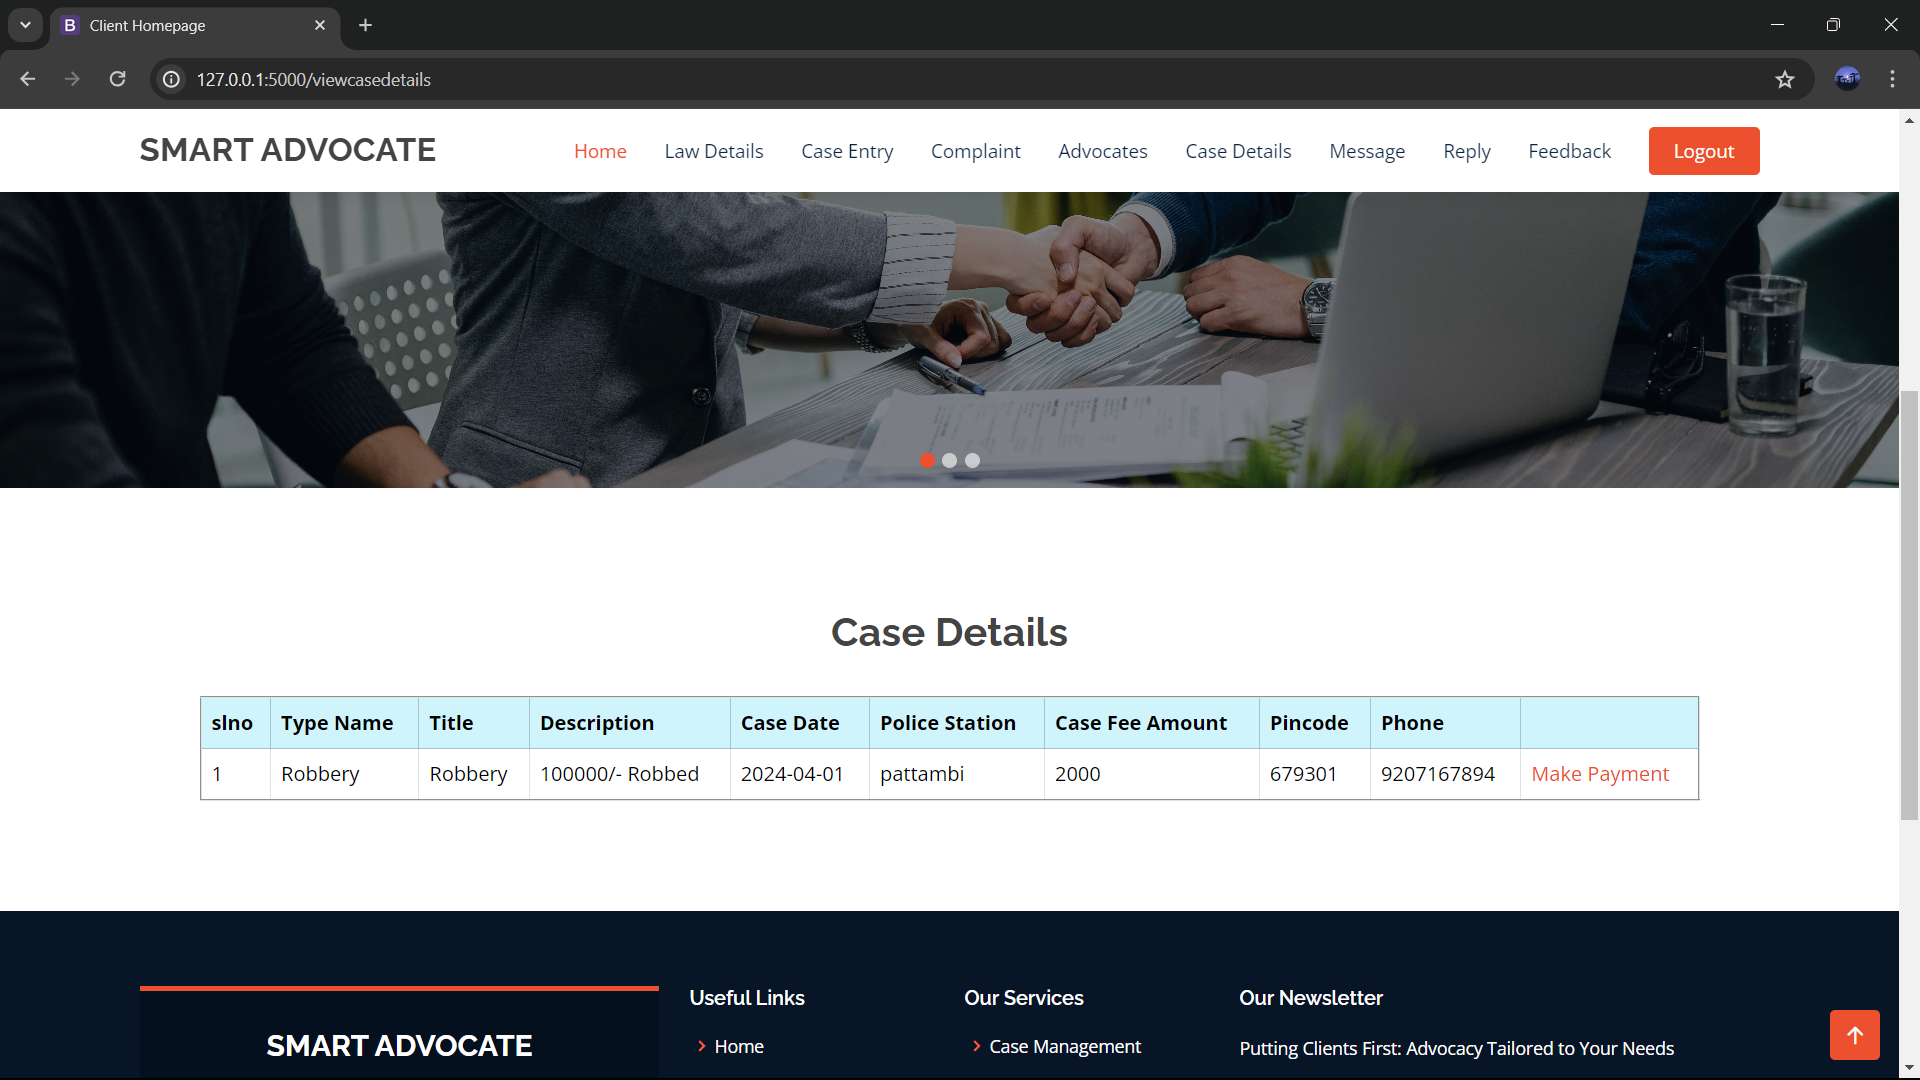 Client Homepage
127.0.0.1:5000/viewcasedetails
SMART ADVOCATE Home Law Details Case Entry Complaint Advocates Case Details Message Reply Feedback Logout
Case Details
slno Type Name Title Description Case Date Police Station Case Fee Amount Pincode Phone
1 Robbery Robbery 100000/- Robbed 2024-04-01 pattambi 2000 679301 9207167894 Make Payment
SMART ADVOCATE
Useful Links
Home
Our Services
Case Management
Our Newsletter
Putting Clients First: Advocacy Tailored to Your Needs